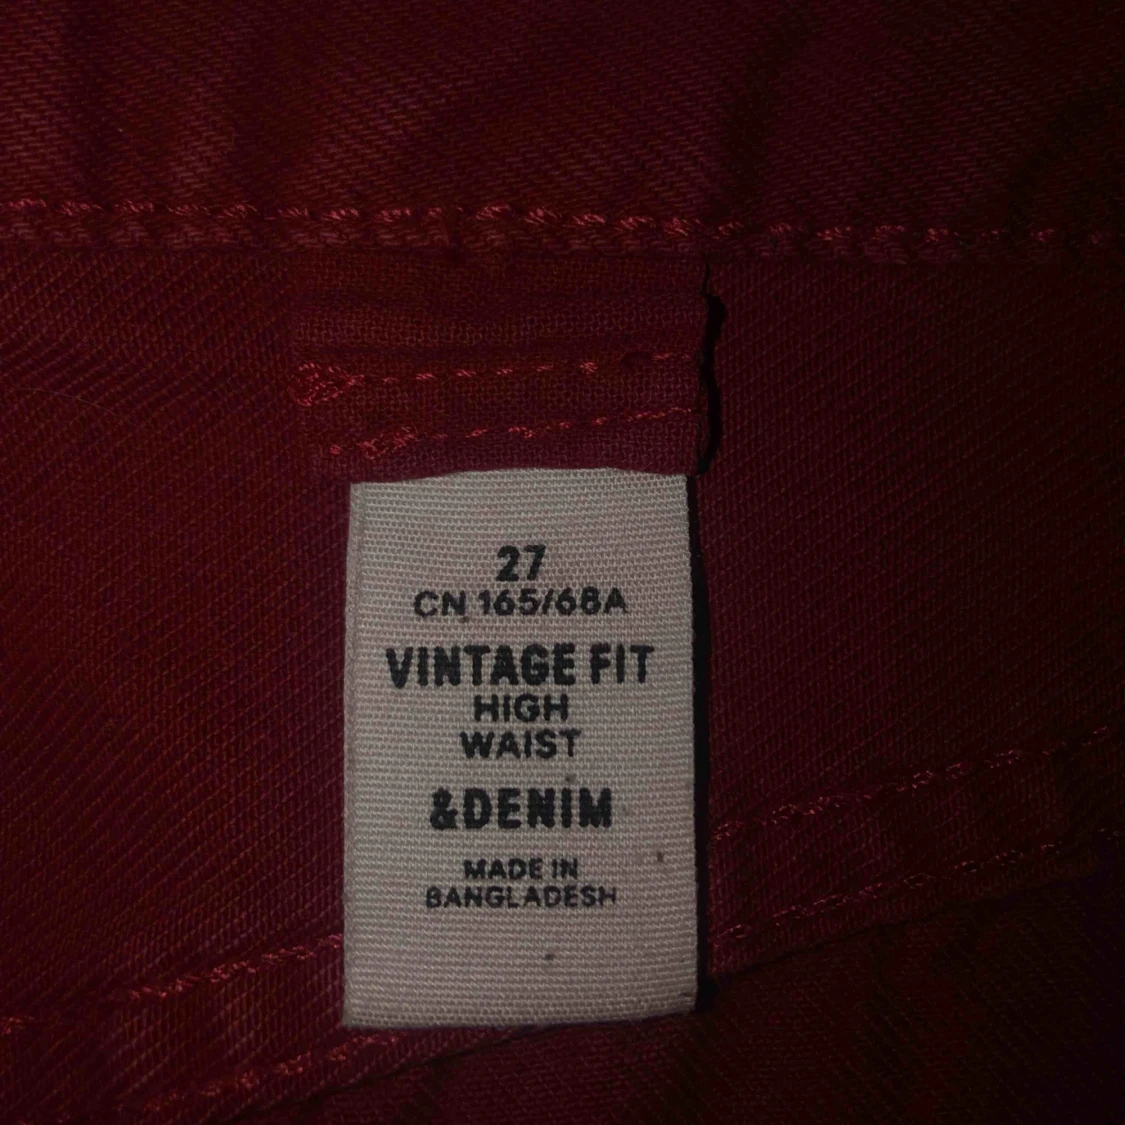 27
CN 165/68A
VINTAGE FIT
HIGH
WAIST
&DENIM
MADE IN
BANGLADESH